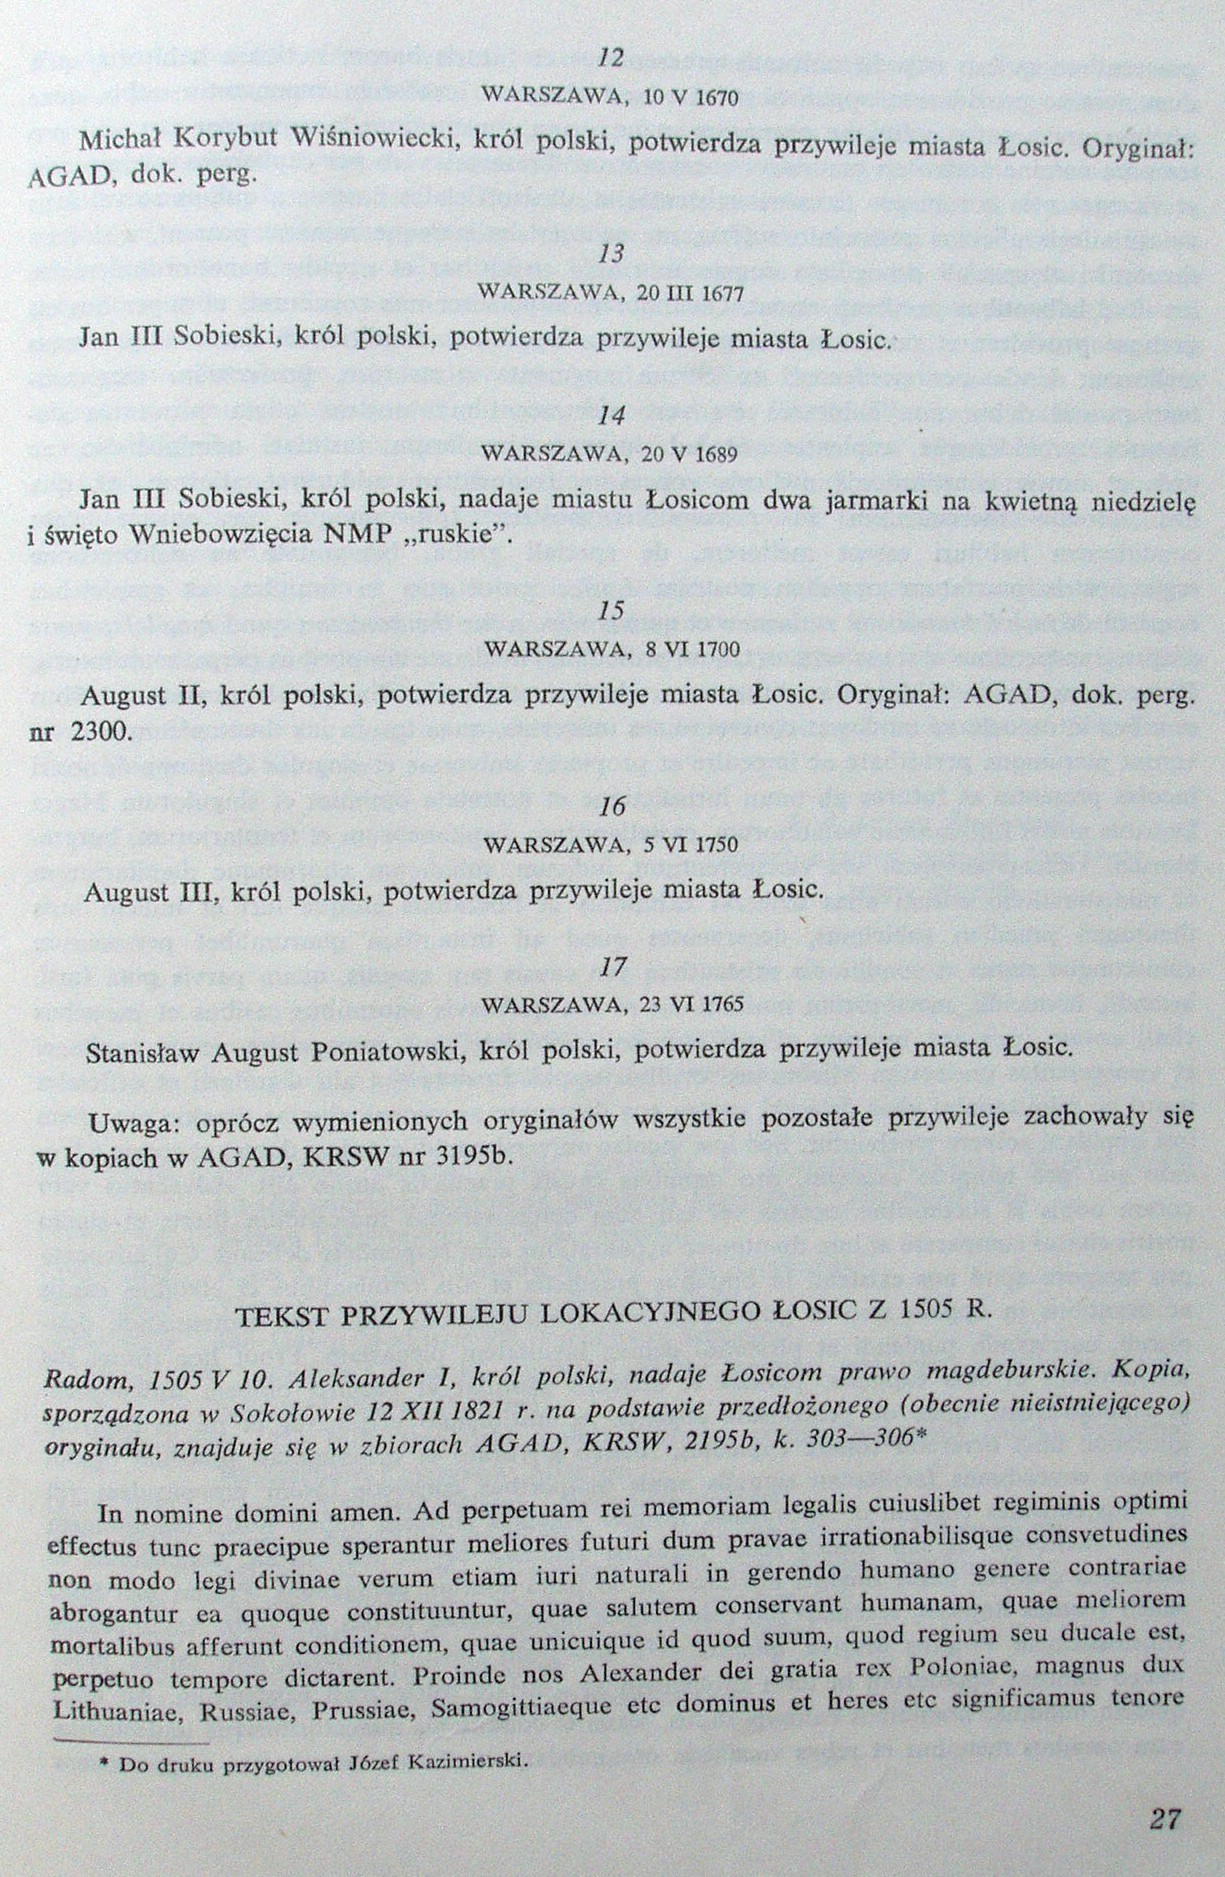 12
WARSZAWA, 10 V 1670
Michał Korybut Wiśniowiecki, król polski, potwierdza przywileje miasta Łosic. Oryginał:
AGAD, dok. perg.
13
WARSZAWA, 20 III 1677
Jan III Sobieski, król polski, potwierdza przywileje miasta Łosic.
14
WARSZAWA, 20 V 1689
Jan III Sobieski, król polski, nadaje miastu Łosicom dwa jarmarki na kwietną niedzielę
i święto Wniebowzięcia NMP „ruskie”.
15
WARSZAWA, 8 VI 1700
August II, król polski, potwierdza przywileje miasta Łosic. Oryginał: AGAD, dok. perg.
nr 2300.
16
WARSZAWA, 5 VI 1750
August III, król polski, potwierdza przywileje miasta Łosic.
17
WARSZAWA, 23 VI 1765
Stanisław August Poniatowski, król polski, potwierdza przywileje miasta Łosic.
Uwaga: oprócz wymienionych oryginałów wszystkie pozostałe przywileje zachowały się
w kopiach w AGAD, KRSW nr 3195b.
TEKST PRZYWILEJU LOKACYJNEGO ŁOSIC Z 1505 R.
Radom, 1505 V 10. Aleksander I, król polski, nadaje Łosicom prawo magdeburskie. Kopia,
sporządzona w Sokołowie 12 XII 1821 r. na podstawie przedłożonego (obecnie nieistniejącego)
oryginału, znajduje się w zbiorach AGAD, KRSW, 2195b, k. 303—306*
In nomine domini amen. Ad perpetuam rei memoriam legalis cuiuslibet regiminis optimi
effectus tunc praecipue sperantur meliores futuri dum pravae irrationabilisque consvetudines
non modo legi divinae verum etiam iuri naturali in gerendo humano genere contrariae
abrogantur ea quoque constituuntur, quae salutem conservant humanam, quae meliorem
mortalibus afferunt conditionem, quae unicuique id quod suum, quod regium seu ducale est,
perpetuo tempore dictarent. Proinde nos Alexander dei gratia rex Poloniae, magnus dux
Lithuaniae, Russiae, Prussiae, Samogittiaeque etc dominus et heres etc significamus tenore
* Do druku przygotował Józef Kazimierski.
27